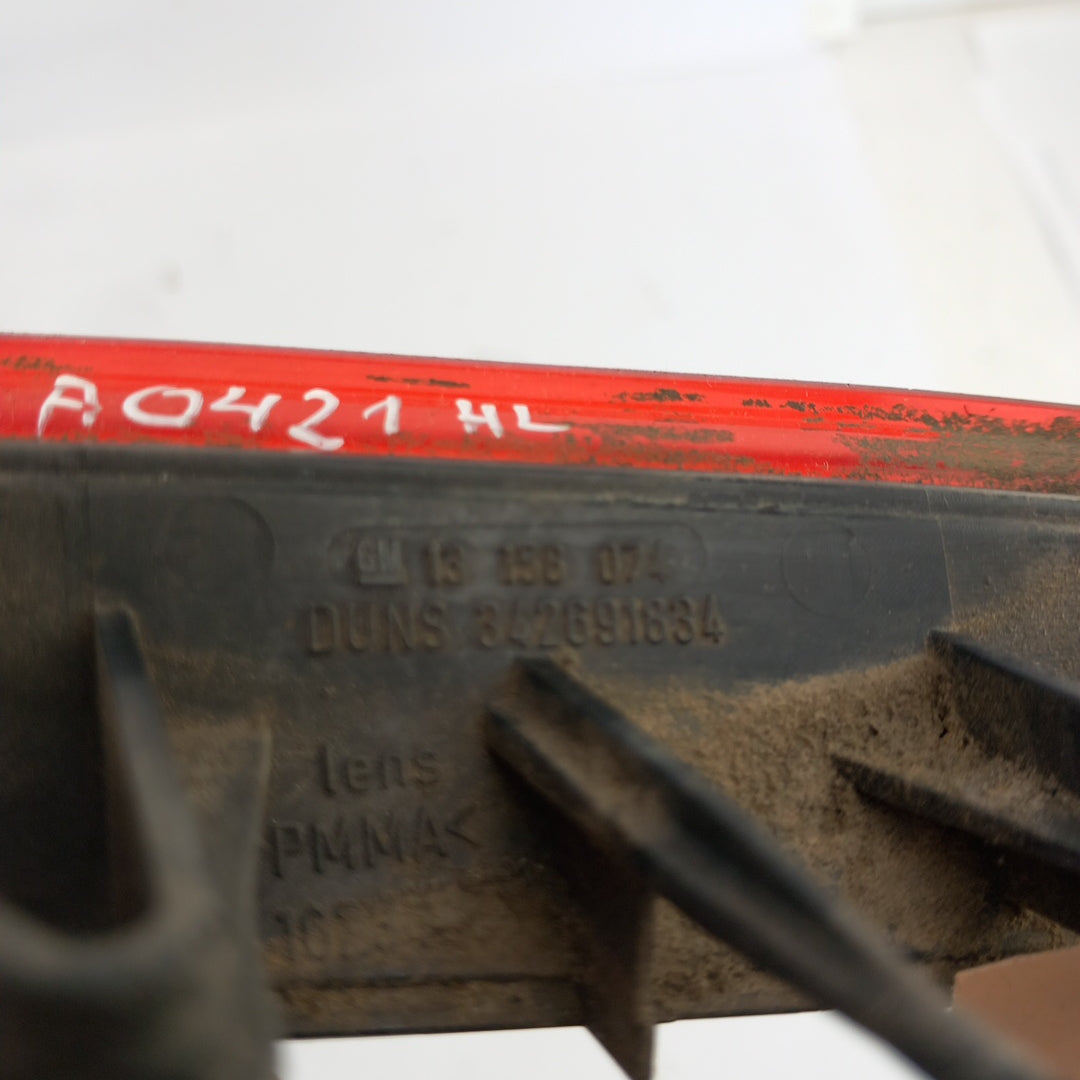 A0421 HL
GM 13 158 074
DUNS 342691634
lens
>PMMA<